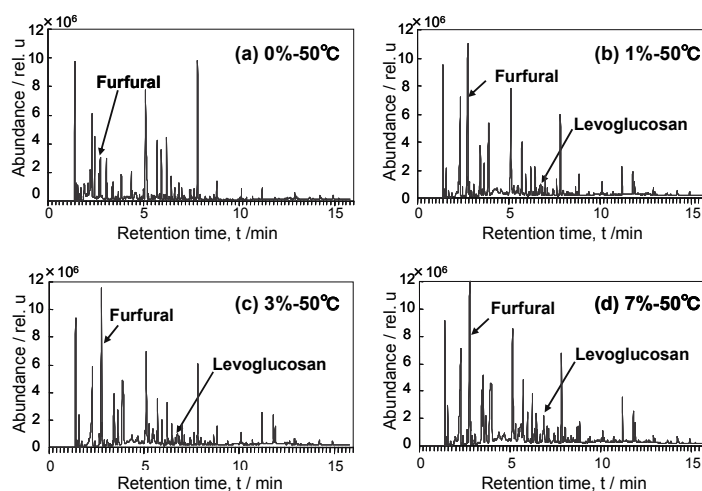 12 ×10⁶
(a) 0%-50℃
Furfural
Abundance / rel. u
10
8
6
4
2
0
0 5 10 15
Retention time, t /min
12 ×10⁶
(b) 1%-50℃
Furfural
Levoglucosan
Abundance / rel. u
10
8
6
4
2
0
0 5 10 15
Retention time, t /min
12 ×10⁶
(c) 3%-50℃
Furfural
Levoglucosan
Abundance / rel. u
10
8
6
4
2
0
0 5 10 15
Retention time, t /min
12 ×10⁶
(d) 7%-50℃
Furfural
Levoglucosan
Abundance / rel. u
10
8
6
4
2
0
0 5 10 15
Retention time, t /min